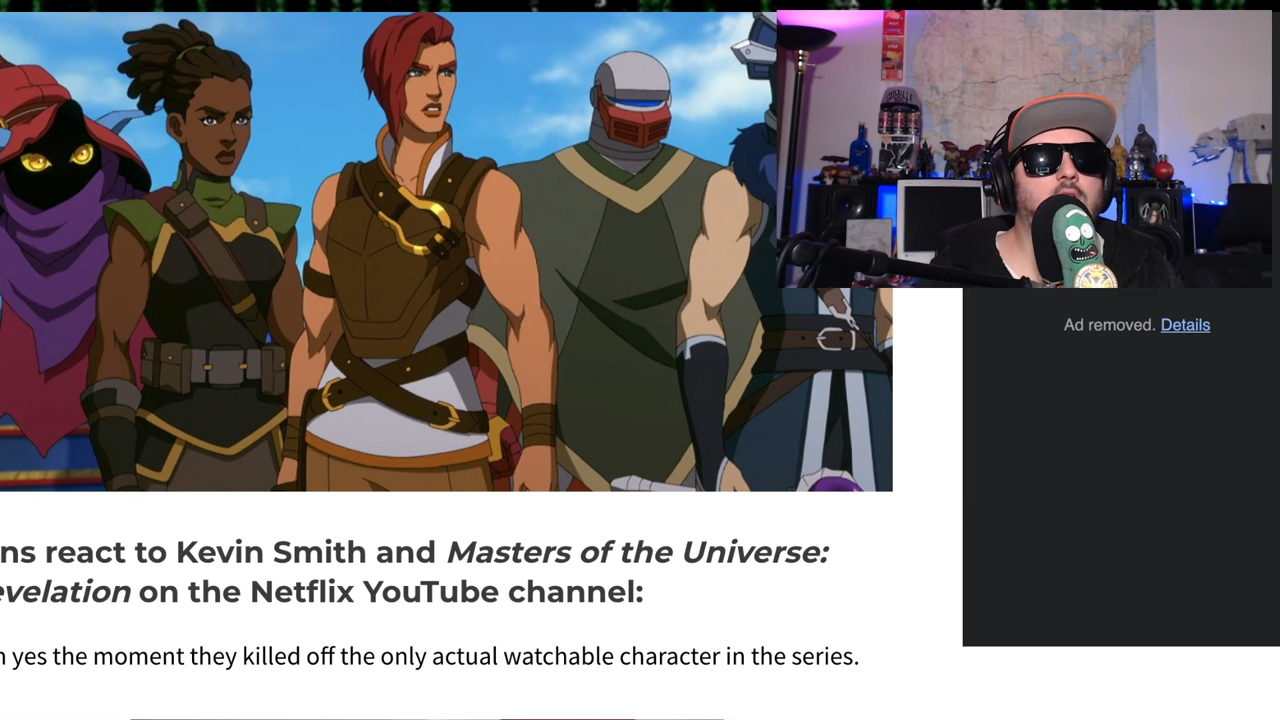 Ad removed. Details
ns react to Kevin Smith and Masters of the Universe:
evelation on the Netflix YouTube channel:
yes the moment they killed off the only actual watchable character in the series.